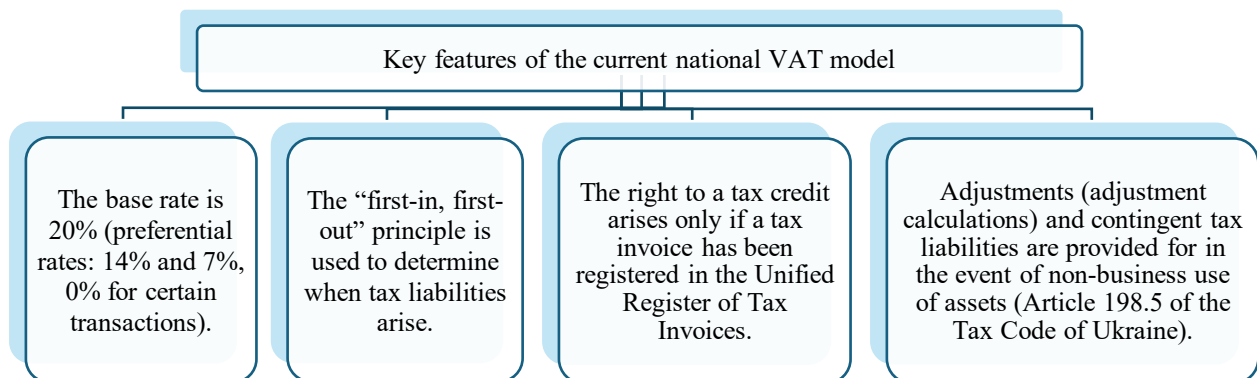 Key features of the current national VAT model
The base rate is
20% (preferential
rates: 14% and 7%,
0% for certain
transactions).
The “first-in, first-
out” principle is
used to determine
when tax liabilities
arise.
The right to a tax credit
arises only if a tax
invoice has been
registered in the Unified
Register of Tax
Invoices.
Adjustments (adjustment
calculations) and contingent tax
liabilities are provided for in
the event of non-business use
of assets (Article 198.5 of the
Tax Code of Ukraine).